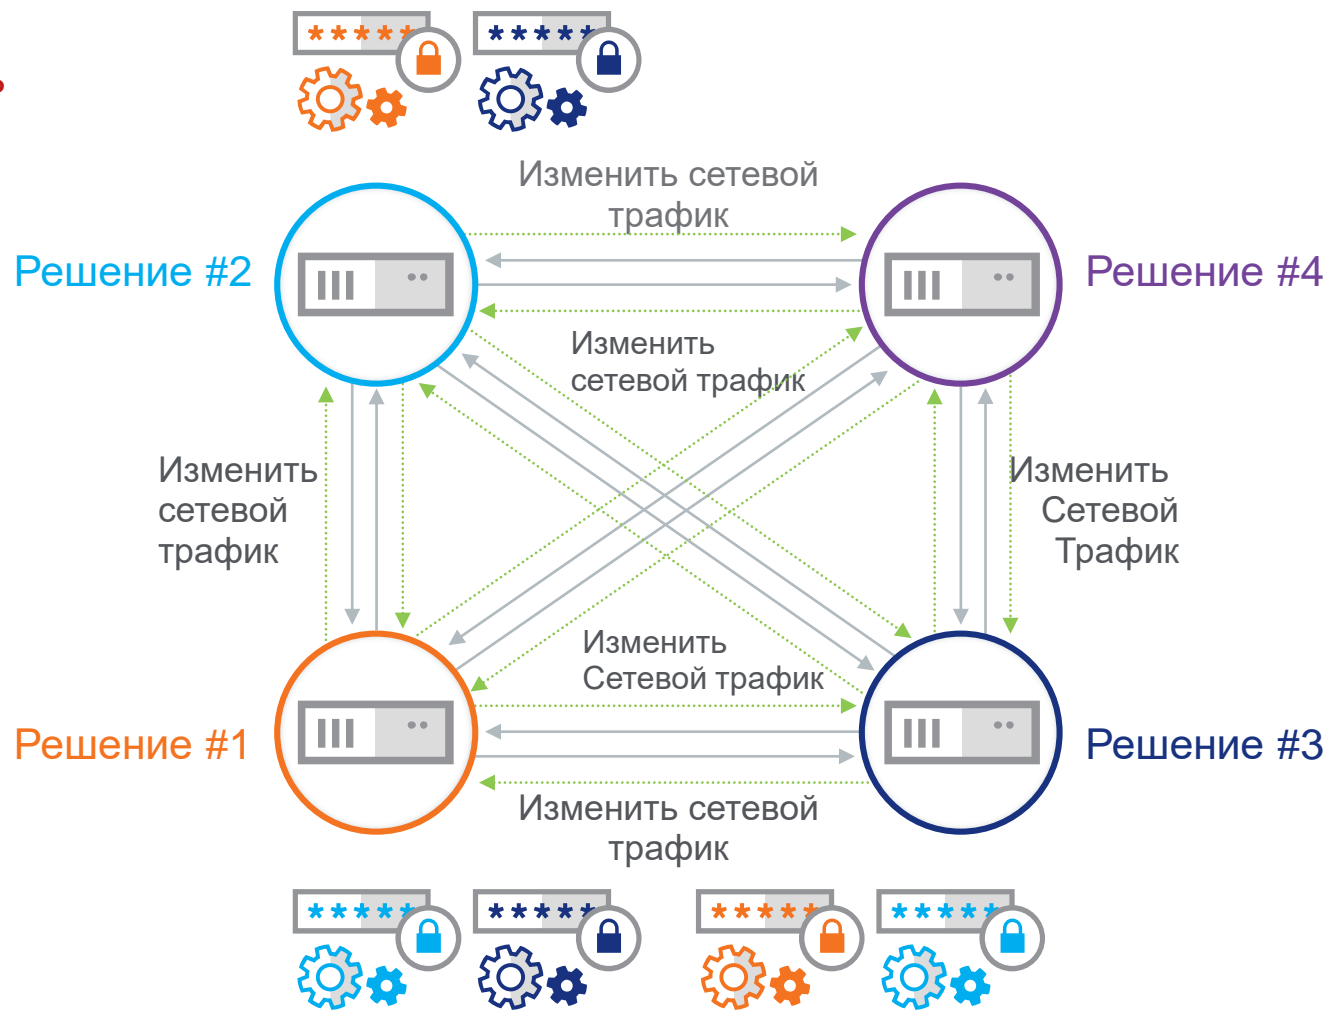 *****
*****
Изменить сетевой
трафик
Решение #2
Решение #4
Изменить
сетевой трафик
Изменить
сетевой
трафик
Изменить
Сетевой
Трафик
Изменить
Сетевой трафик
Решение #1
Решение #3
Изменить сетевой
трафик
*****
*****
*****
*****